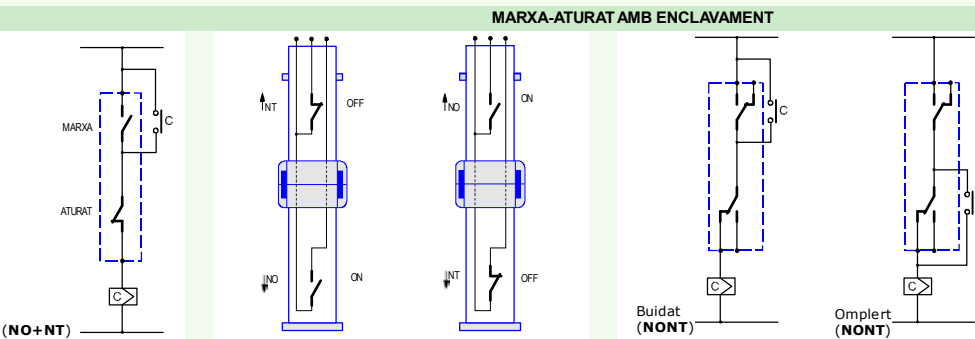 MARXA-ATURAT AMB ENCLAVAMENT
MARXA
C
ATURAT
C
(NO+NT)
NT
OFF
NO
ON
NO
ON
NT
OFF
C
C
Buidat
(NONT)
C
Omplert
(NONT)